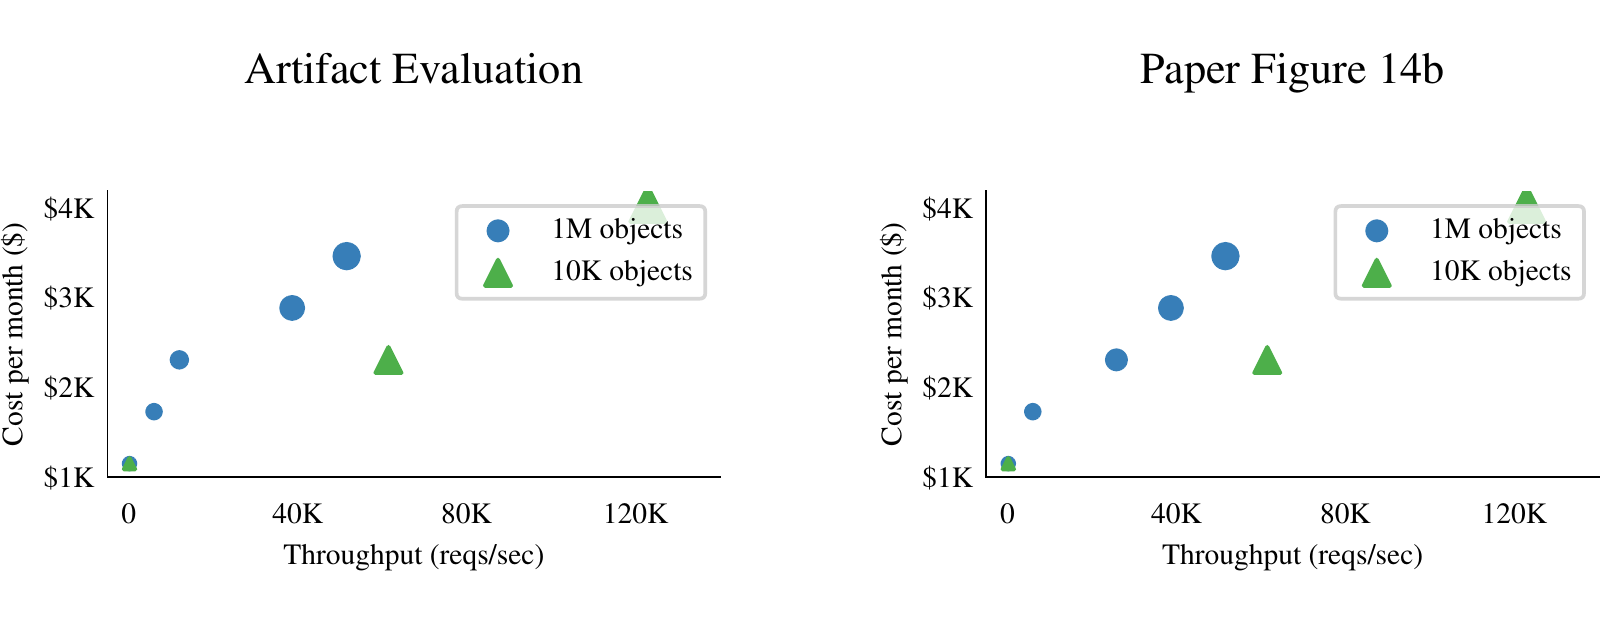 Artifact Evaluation
Cost per month ($)
$4K
$3K
$2K
$1K
1M objects
10K objects
0 40K 80K 120K
Throughput (reqs/sec)
Paper Figure 14b
Cost per month ($)
$4K
$3K
$2K
$1K
1M objects
10K objects
0 40K 80K 120K
Throughput (reqs/sec)